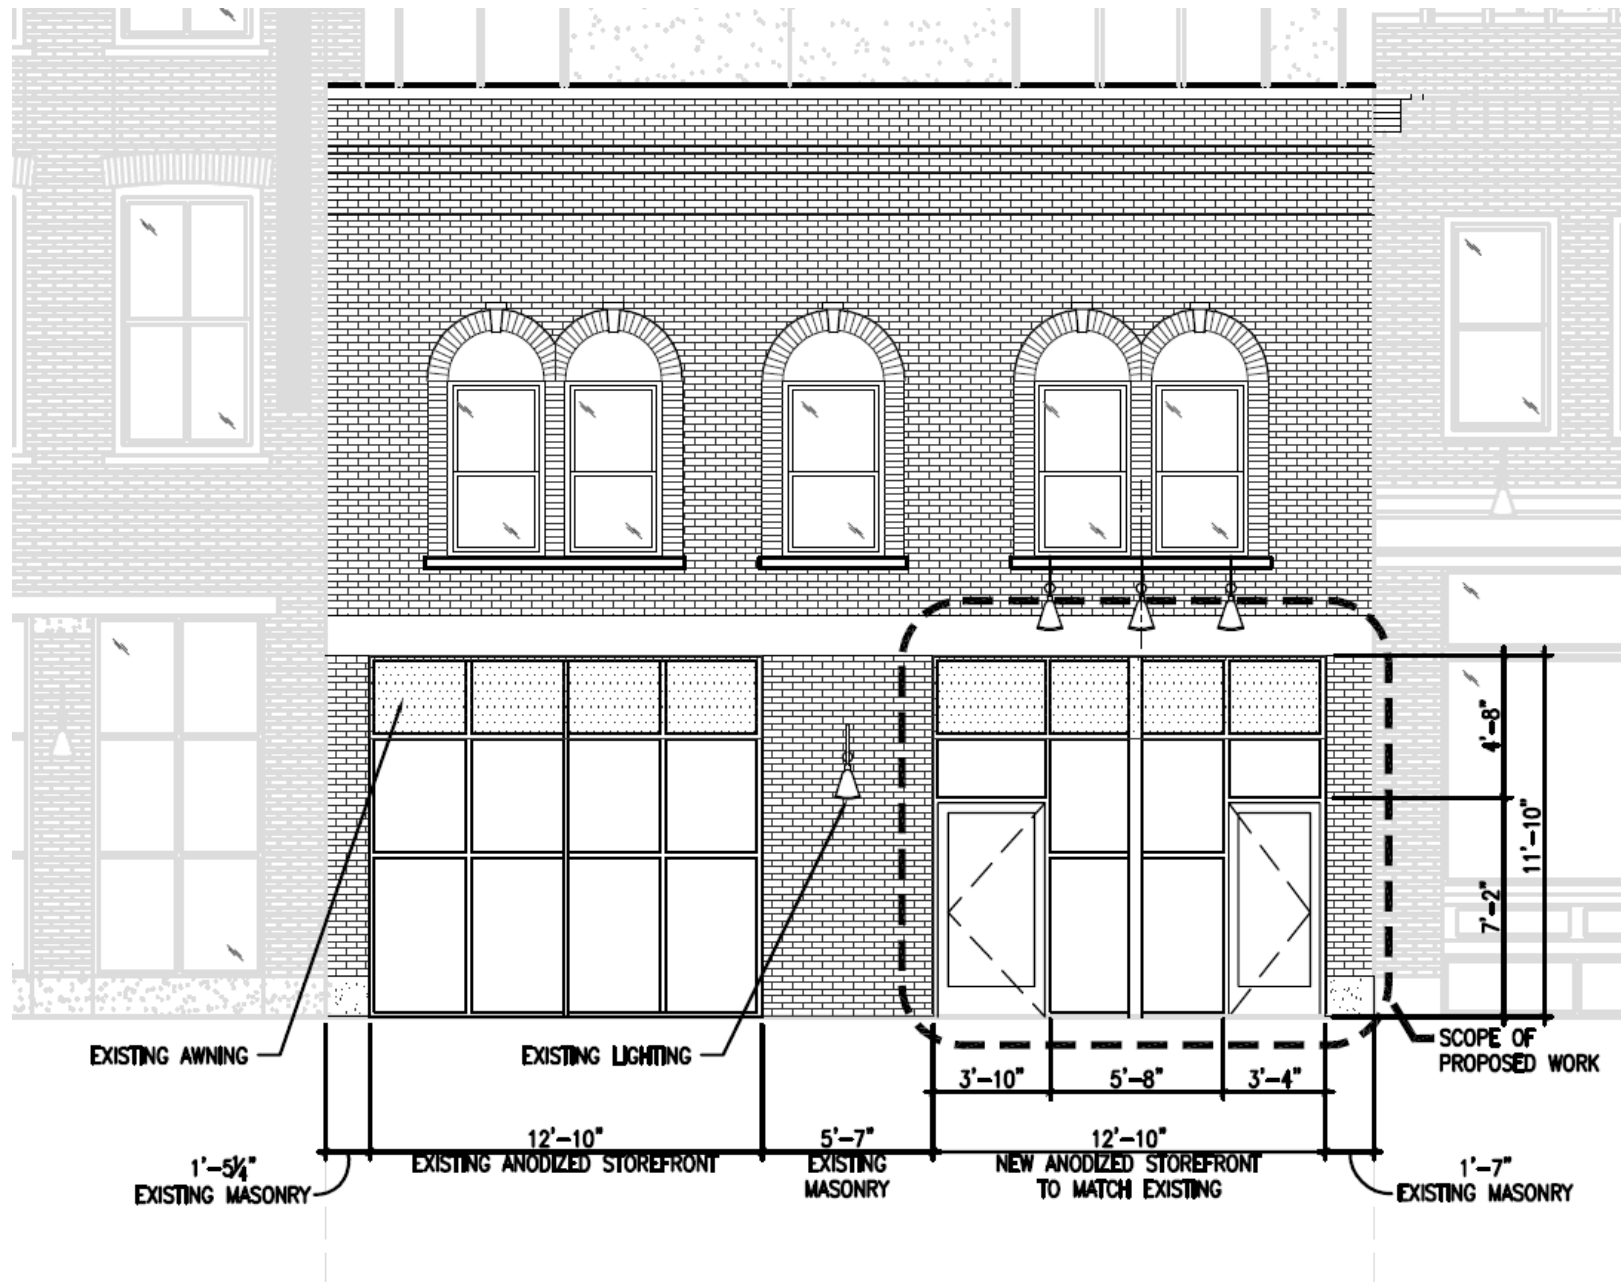 4'-8"
11'-10"
7'-2"
EXISTING AWNING
EXISTING LIGHTING
SCOPE OF
PROPOSED WORK
3'-10"
5'-8"
3'-4"
12'-10"
EXISTING ANODIZED STOREFRONT
5'-7"
EXISTING
MASONRY
12'-10"
NEW ANODIZED STOREFRONT
TO MATCH EXISTING
1'-5¼"
EXISTING MASONRY
1'-7"
EXISTING MASONRY